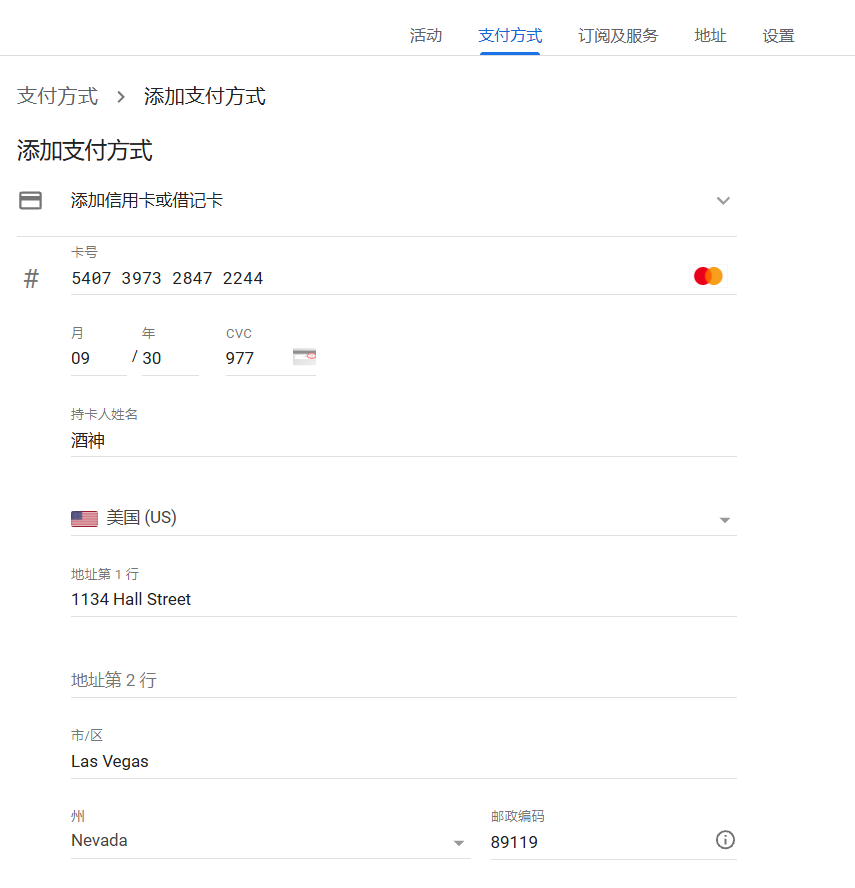 活动 支付方式 订阅及服务 地址 设置
支付方式 > 添加支付方式
添加支付方式
添加信用卡或借记卡
卡号
# 5407 3973 2847 2244
月 年 CVC
09 / 30 977
持卡人姓名
酒神
美国 (US)
地址第 1 行
1134 Hall Street
地址第 2 行
市/区
Las Vegas
州 邮政编码
Nevada 89119